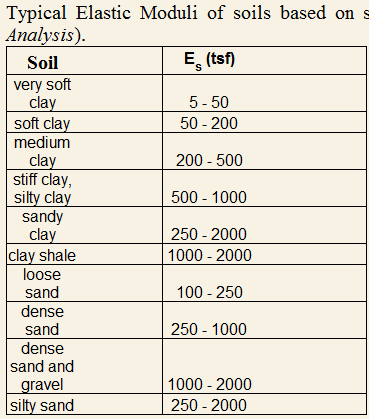 Typical Elastic Moduli of soils based on
Analysis).
Soil
E_s (tsf)
very soft
clay
5 - 50
soft clay
50 - 200
medium
clay
200 - 500
stiff clay,
silty clay
500 - 1000
sandy
clay
250 - 2000
clay shale
1000 - 2000
loose
sand
100 - 250
dense
sand
250 - 1000
dense
sand and
gravel
1000 - 2000
silty sand
250 - 2000